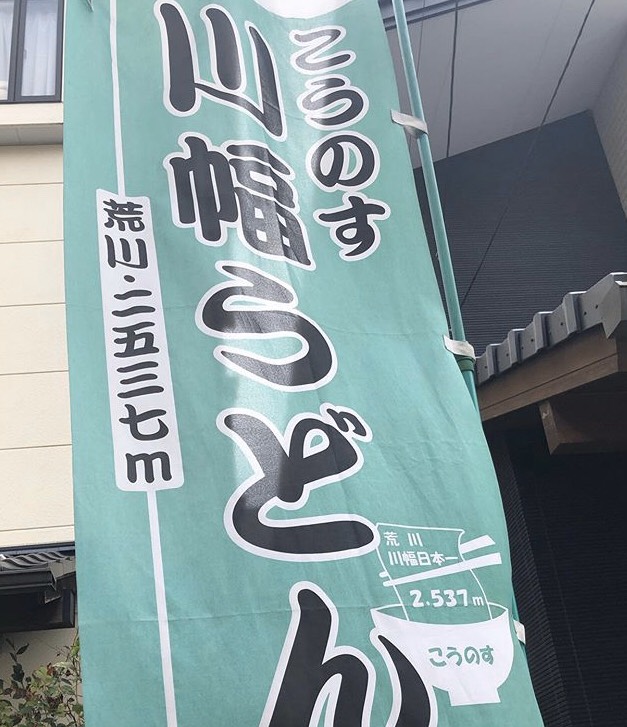 こうのす
川幅うどん
荒川・二五三七m
荒川
川幅日本一
2.537m
こうのす